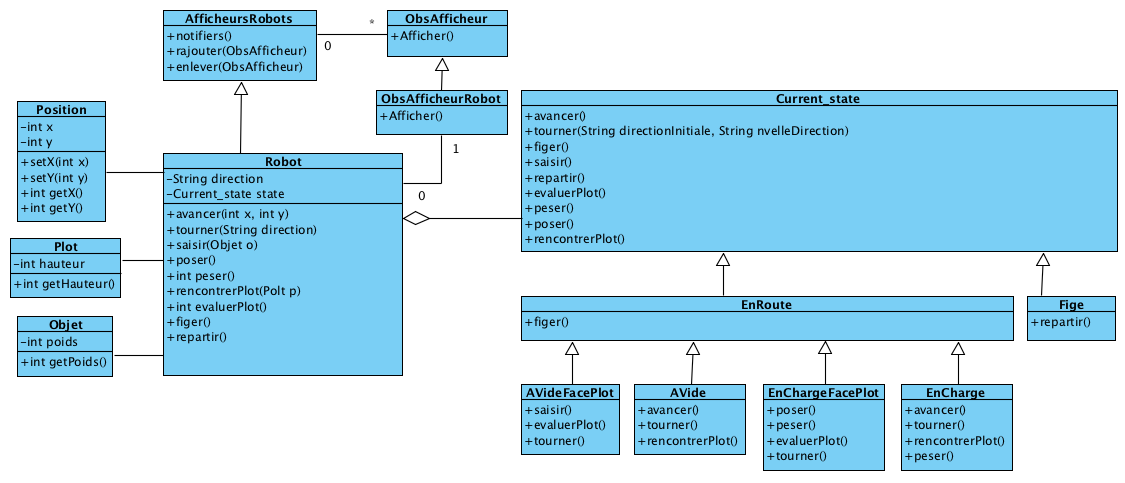 AfficheursRobots
+notifiers()
+rajouter(ObsAfficheur)
+enlever(ObsAfficheur)
0
*
ObsAfficheur
+Afficher()
ObsAfficheurRobot
+Afficher()
1
0
Position
-int x
-int y
+setX(int x)
+setY(int y)
+int getX()
+int getY()
Plot
-int hauteur
+int getHauteur()
Objet
-int poids
+int getPoids()
Robot
-String direction
-Current_state state
+avancer(int x, int y)
+tourner(String direction)
+saisir(Objet o)
+poser()
+int peser()
+rencontrerPlot(Polt p)
+int evaluerPlot()
+figer()
+repartir()
Current_state
+avancer()
+tourner(String directionInitiale, String nvelleDirection)
+figer()
+saisir()
+repartir()
+evaluerPlot()
+peser()
+poser()
+rencontrerPlot()
EnRoute
+figer()
Fige
+repartir()
AVideFacePlot
+saisir()
+evaluerPlot()
+tourner()
AVide
+avancer()
+tourner()
+rencontrerPlot()
EnChargeFacePlot
+poser()
+peser()
+evaluerPlot()
+tourner()
EnCharge
+avancer()
+tourner()
+rencontrerPlot()
+peser()